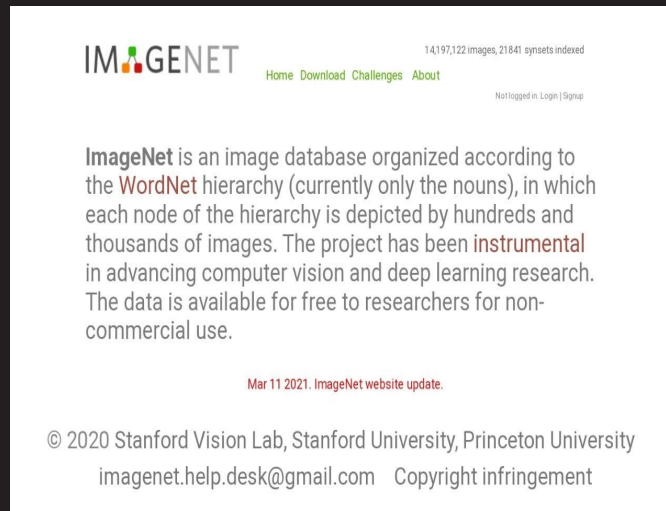 IMAGENET
14,197,122 images, 21841 synsets indexed
Home Download Challenges About
Not logged in. Login | Signup
ImageNet is an image database organized according to
the WordNet hierarchy (currently only the nouns), in which
each node of the hierarchy is depicted by hundreds and
thousands of images. The project has been instrumental
in advancing computer vision and deep learning research.
The data is available for free to researchers for non-
commercial use.
Mar 11 2021. ImageNet website update.
© 2020 Stanford Vision Lab, Stanford University, Princeton University
imagenet.help.desk@gmail.com Copyright infringement